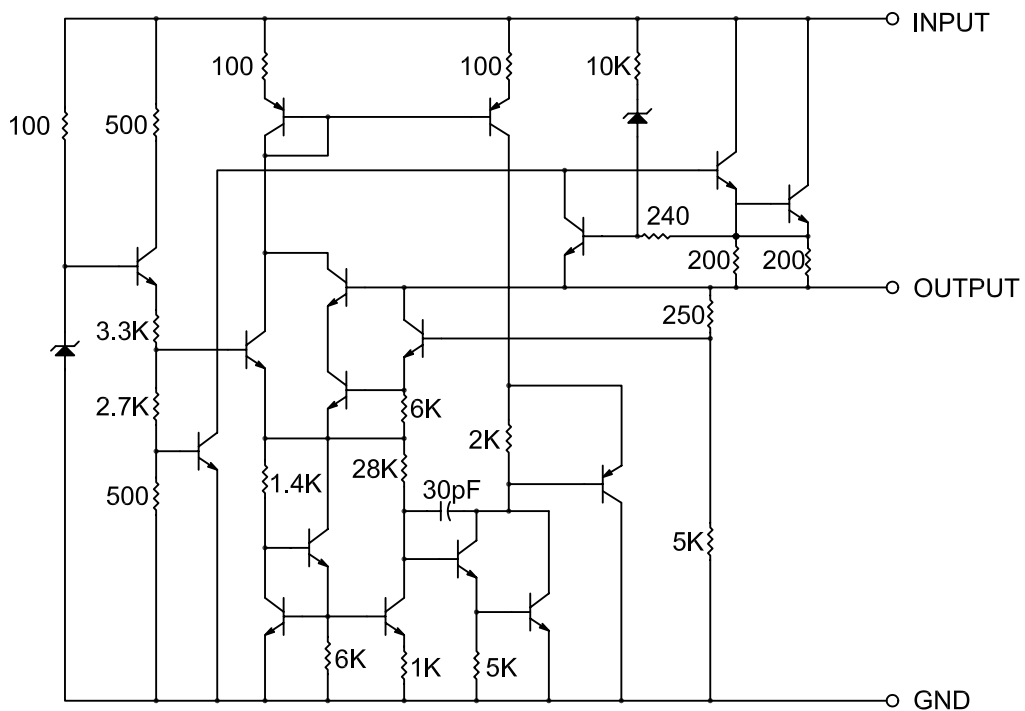 INPUT
100
100
10K
100
500
240
200
200
OUTPUT
250
3.3K
2.7K
6K
2K
28K
1.4K
30pF
500
5K
6K
1K
5K
GND